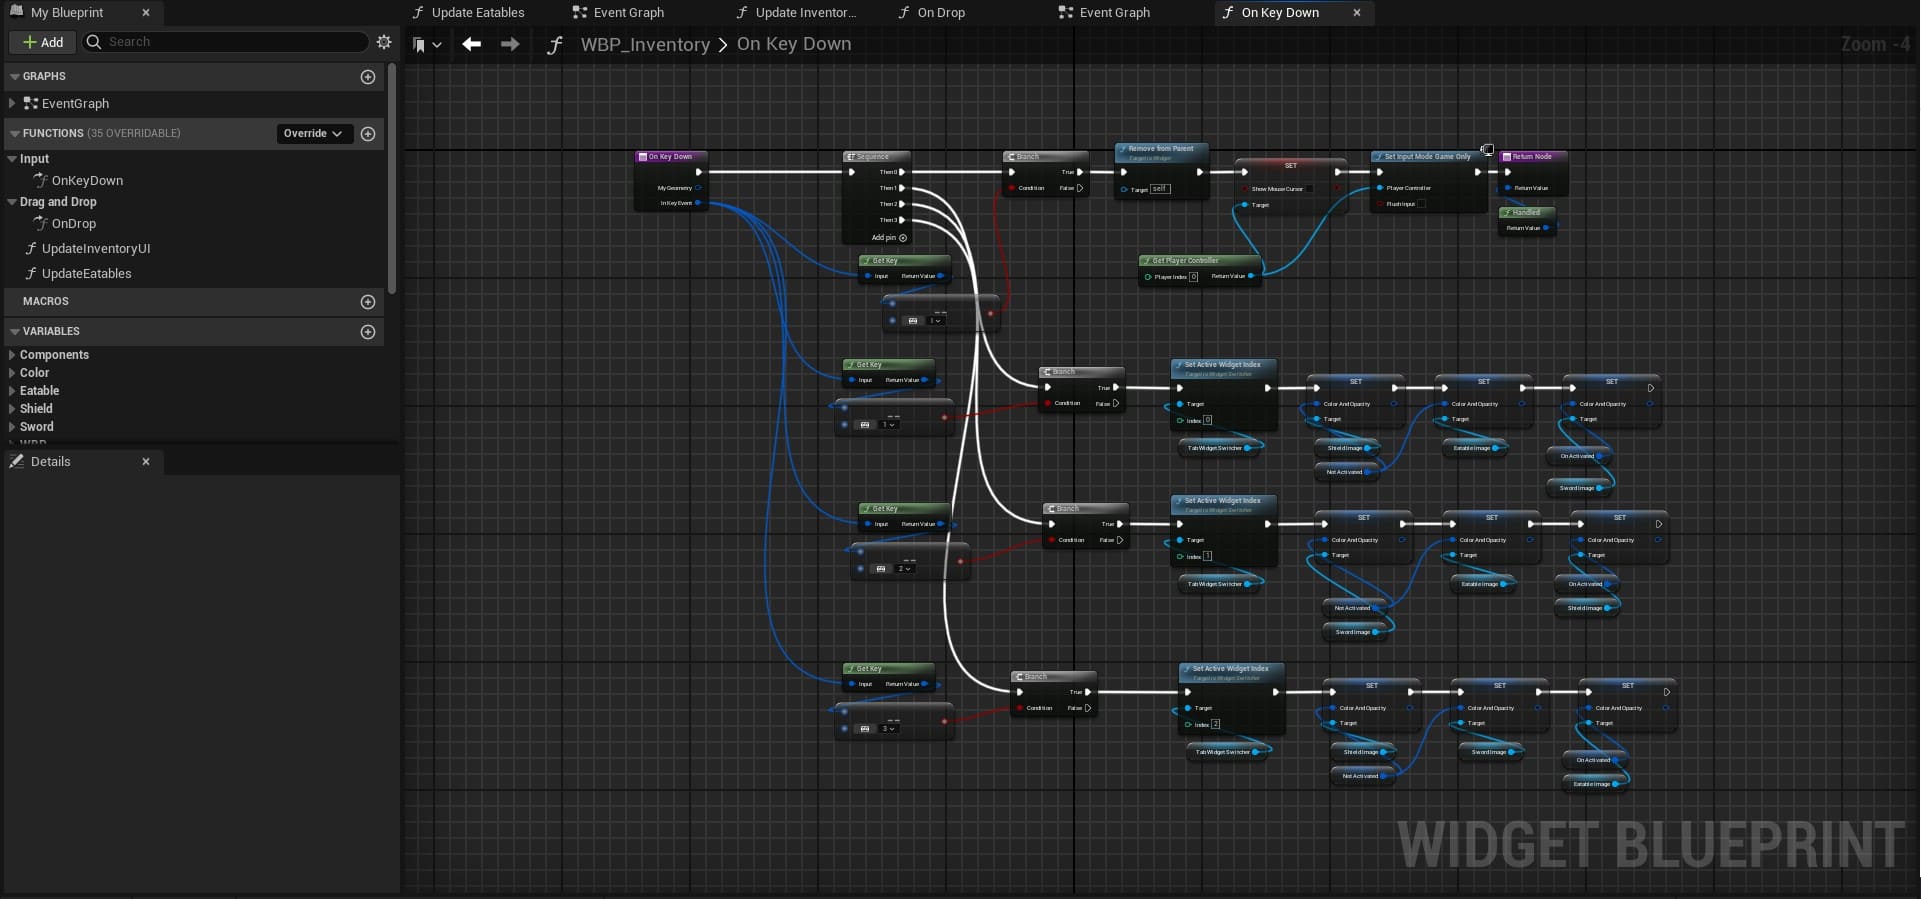 My Blueprint
Update Eatables
Event Graph
Update Inventor...
On Drop
Event Graph
On Key Down
Add
Search
WBP_Inventory > On Key Down
Zoom -4
GRAPHS
EventGraph
FUNCTIONS (35 OVERRIDABLE)
Override
Input
OnKeyDown
Drag and Drop
OnDrop
UpdateInventoryUI
UpdateEatables
MACROS
VARIABLES
Components
Color
Eatable
Shield
Sword
Details
On Key Down
My Geometry
In Key Event
Sequence
Then 0
Then 1
Then 2
Then 3
Add pin
Branch
True
Condition
False
Remove from Parent
Target is Widget
Target self
SET
Show Mouse Cursor
Target
Set Input Mode Game Only
Player Controller
Flush Input
Return Node
Return Value
Handled
Return Value
Get Player Controller
Player Index 0
Return Value
Get Key
Input
Return Value
==
I
Get Key
Input
Return Value
==
1
Branch
True
Condition
False
Set Active Widget Index
Target is Widget Switcher
Target
Index 0
Tab Widget Switcher
SET
Color And Opacity
Target
Shield Image
Not Activated
SET
Color And Opacity
Target
Eatable Image
SET
Color And Opacity
Target
On Activated
Sword Image
Get Key
Input
Return Value
==
2
Branch
True
Condition
False
Set Active Widget Index
Target is Widget Switcher
Target
Index 1
Tab Widget Switcher
SET
Color And Opacity
Target
Not Activated
Sword Image
SET
Color And Opacity
Target
Eatable Image
SET
Color And Opacity
Target
On Activated
Shield Image
Get Key
Input
Return Value
==
3
Branch
True
Condition
False
Set Active Widget Index
Target is Widget Switcher
Target
Index 2
Tab Widget Switcher
SET
Color And Opacity
Target
Shield Image
Not Activated
SET
Color And Opacity
Target
Sword Image
SET
Color And Opacity
Target
On Activated
Eatable Image
WIDGET BLUEPRINT